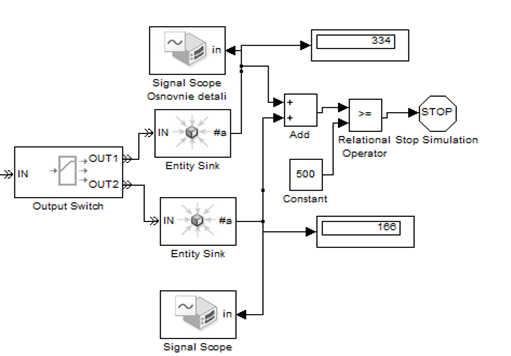 334
in
Signal Scope
Osnovnie detali
IN
#a
Entity Sink
+
+
Add
>=
Relational
Operator
STOP
Stop Simulation
500
Constant
IN
OUT1
OUT2
Output Switch
IN
#a
Entity Sink
166
in
Signal Scope